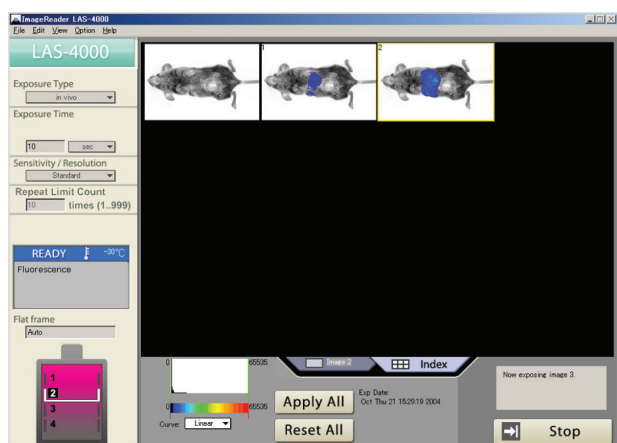 ImageReader LAS-4000
File Edit View Option Help
LAS-4000
Exposure Type
in vivo
Exposure Time
10 sec
Sensitivity / Resolution
Standard
Repeat Limit Count
10 times (1..999)
READY -30°C
Fluorescence
Flat frame
Auto
1
2
3
4
1
2
0 65535
0 65535
Curve: Linear
Image 2
Index
Apply All
Reset All
Exp Date:
Oct Thu 21 15:29:19 2004
Now exposing image 3.
Stop